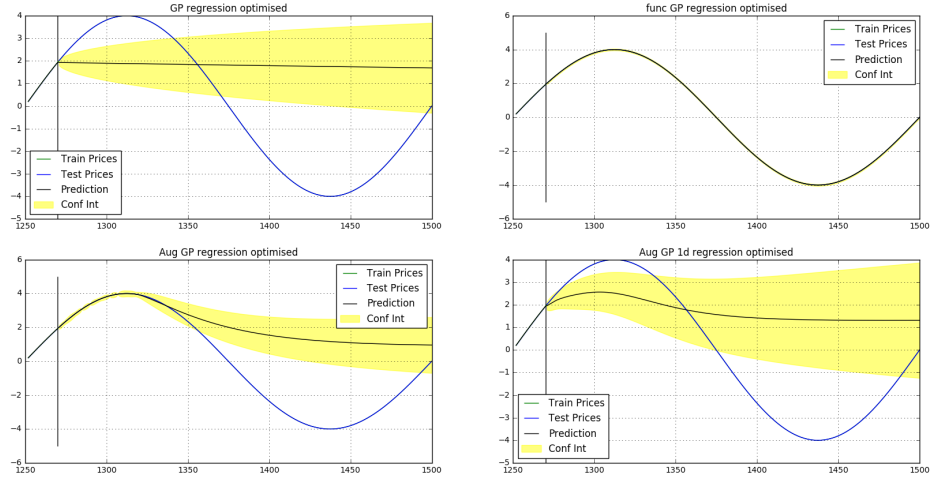 GP regression optimised
4
3
2
1
0
−1
−2
−3
−4
−5
1250
1300
1350
1400
1450
1500
Train Prices
Test Prices
Prediction
Conf Int
func GP regression optimised
6
4
2
0
−2
−4
−6
1250
1300
1350
1400
1450
1500
Train Prices
Test Prices
Prediction
Conf Int
Aug GP regression optimised
6
4
2
0
−2
−4
−6
1250
1300
1350
1400
1450
1500
Train Prices
Test Prices
Prediction
Conf Int
Aug GP 1d regression optimised
4
3
2
1
0
−1
−2
−3
−4
−5
1250
1300
1350
1400
1450
1500
Train Prices
Test Prices
Prediction
Conf Int